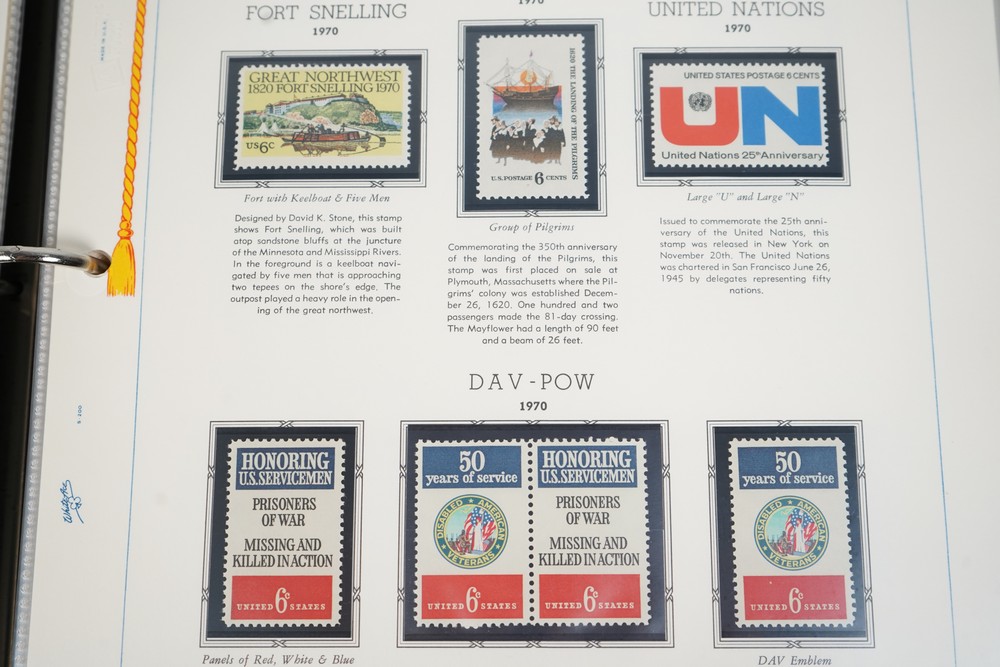 FORT SNELLING
1970
GREAT NORTHWEST
1820 FORT SNELLING 1970
US 6c
Fort with Keelboat & Five Men
Designed by David K. Stone, this stamp
shows Fort Snelling, which was built
atop sandstone bluffs at the juncture of
the Minnesota and Mississippi Rivers.
In the foreground is a keelboat navi-
gated by five men that is approaching
two tepees on the shore's edge. The
outpost played a heavy role in the open-
ing of the great northwest.
1970
1620 THE LANDING OF THE PILGRIMS
U.S. POSTAGE 6 CENTS
Group of Pilgrims
Commemorating the 350th anniversary
of the landing of the Pilgrims, this
stamp was first placed on sale at
Plymouth, Massachusetts where the Pil-
grims' colony was established Decem-
ber 26, 1620. One hundred and two
passengers made the 81-day crossing.
The Mayflower had a length of 90 feet
and a beam of 26 feet.
UNITED NATIONS
1970
UNITED STATES POSTAGE 6 CENTS
UN
United Nations 25th Anniversary
Large "U" and Large "N"
Issued to commemorate the 25th anni-
versary of the United Nations, this
stamp was released in New York on
November 20th. The United Nations
was chartered in San Francisco June 26,
1945 by delegates representing fifty
nations.
DAV-POW
1970
HONORING
U.S. SERVICEMEN
PRISONERS
OF WAR
MISSING AND
KILLED IN ACTION
UNITED 6c STATES
Panels of Red, White & Blue
50
years of service
DISABLED AMERICAN
VETERANS
UNITED 6c STATES
HONORING
U.S. SERVICEMEN
PRISONERS
OF WAR
MISSING AND
KILLED IN ACTION
UNITED 6c STATES
50
years of service
DISABLED AMERICAN
VETERANS
UNITED 6c STATES
DAV Emblem
MADE IN U.S.A.
White Ace